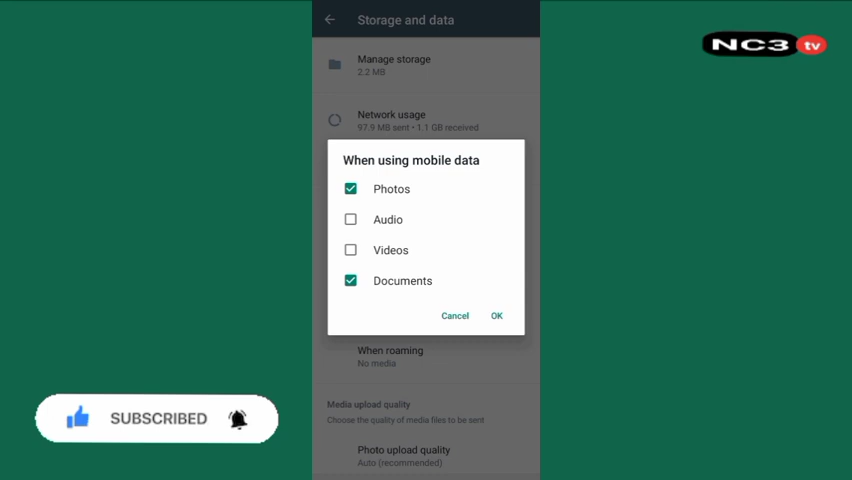 Storage and data
NC3 tv
Manage storage
2.2 MB
Network usage
97.9 MB sent • 1.1 GB received
When using mobile data
Photos
Audio
Videos
Documents
Cancel OK
When roaming
No media
Media upload quality
Choose the quality of media files to be sent
SUBSCRIBED
Photo upload quality
Auto (recommended)